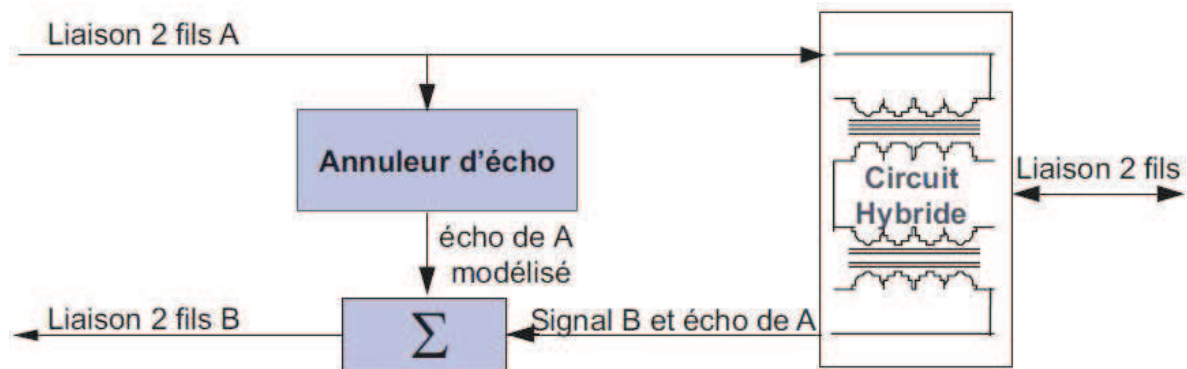 Liaison 2 fils A
Annuleur d'écho
Circuit
Hybride
Liaison 2 fils
écho de A
modélisé
Liaison 2 fils B
Σ
Signal B et écho de A